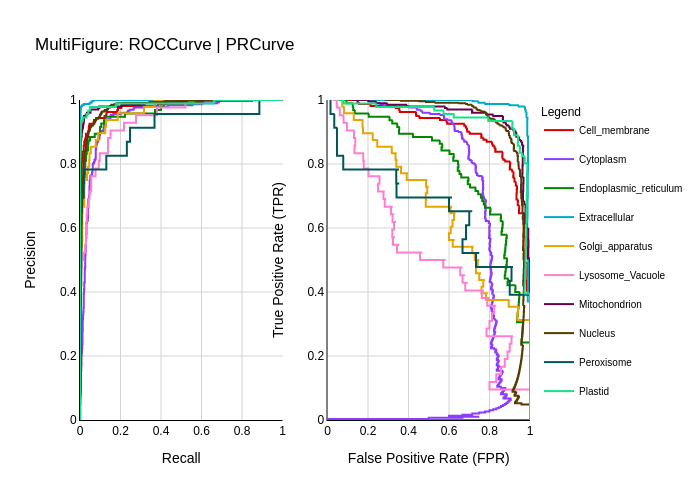 MultiFigure: ROCCurve | PRCurve
Precision
1
0.8
0.6
0.4
0.2
0
0
0.2
0.4
0.6
0.8
1
Recall
True Positive Rate (TPR)
1
0.8
0.6
0.4
0.2
0
0
0.2
0.4
0.6
0.8
1
False Positive Rate (FPR)
Legend
Cell_membrane
Cytoplasm
Endoplasmic_reticulum
Extracellular
Golgi_apparatus
Lysosome_Vacuole
Mitochondrion
Nucleus
Peroxisome
Plastid